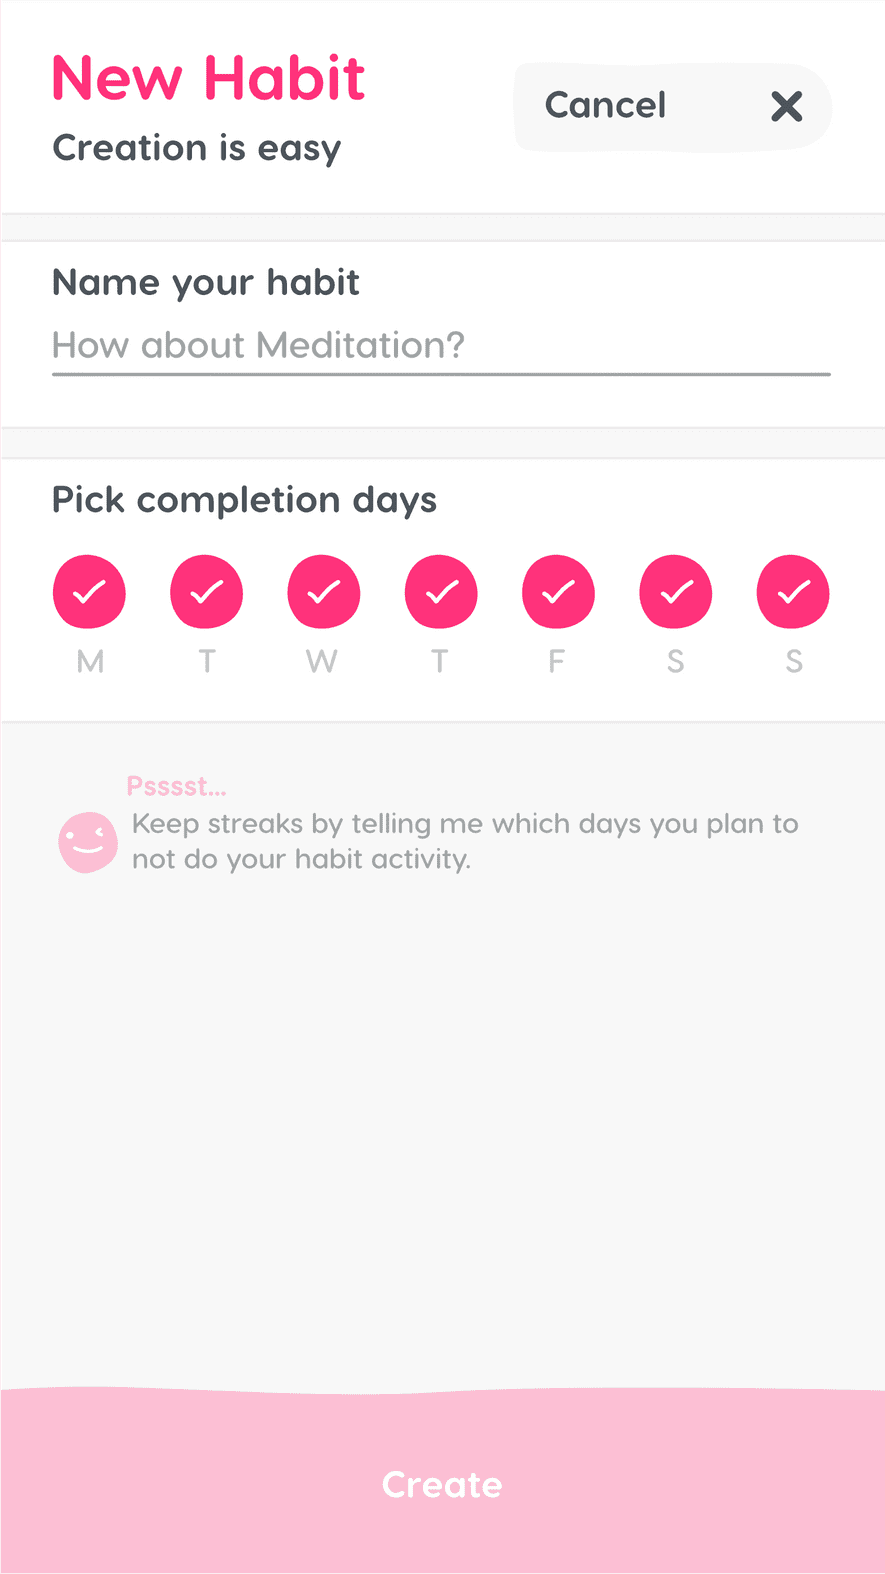 New Habit
Creation is easy
Cancel
Name your habit
How about Meditation?
Pick completion days
M T W T F S S
Psssst...
Keep streaks by telling me which days you plan to
not do your habit activity.
Create